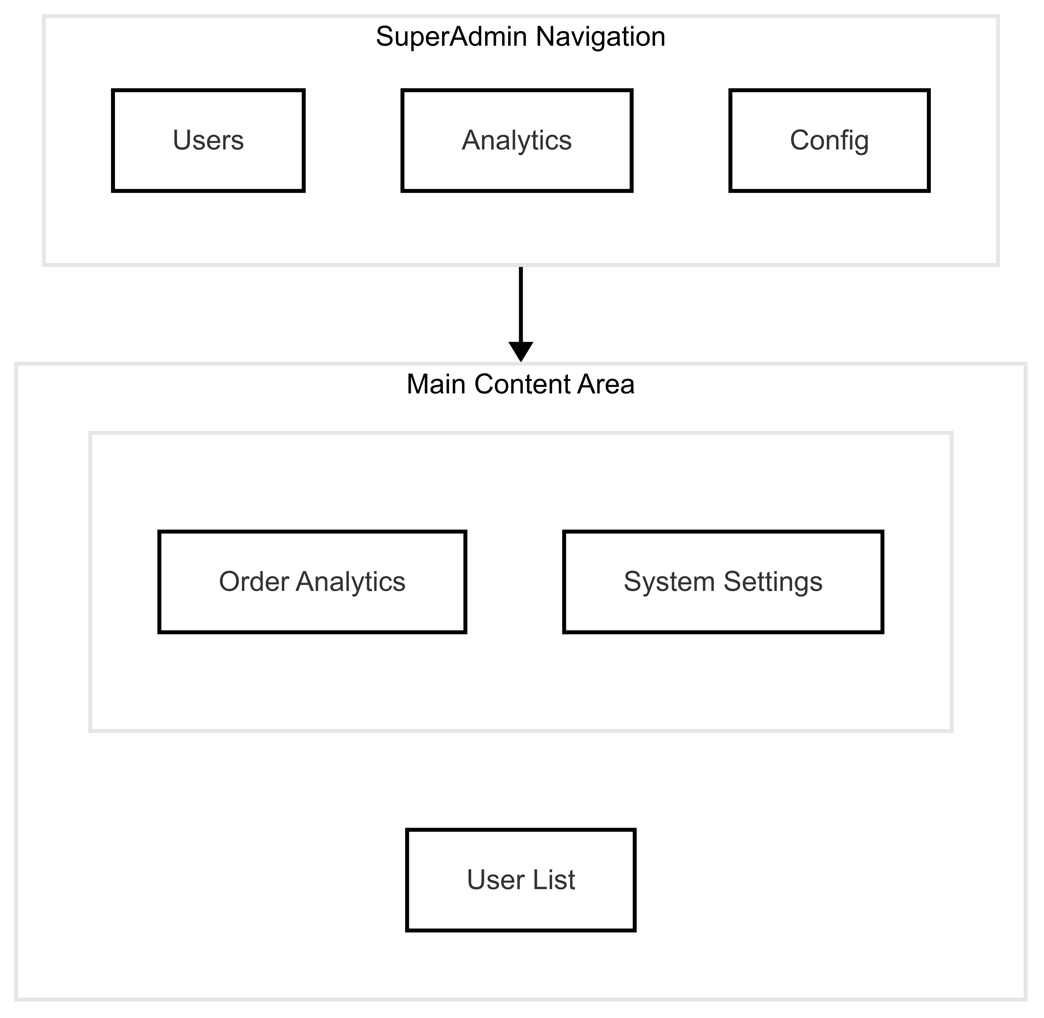 SuperAdmin Navigation
Users
Analytics
Config
Main Content Area
Order Analytics
System Settings
User List